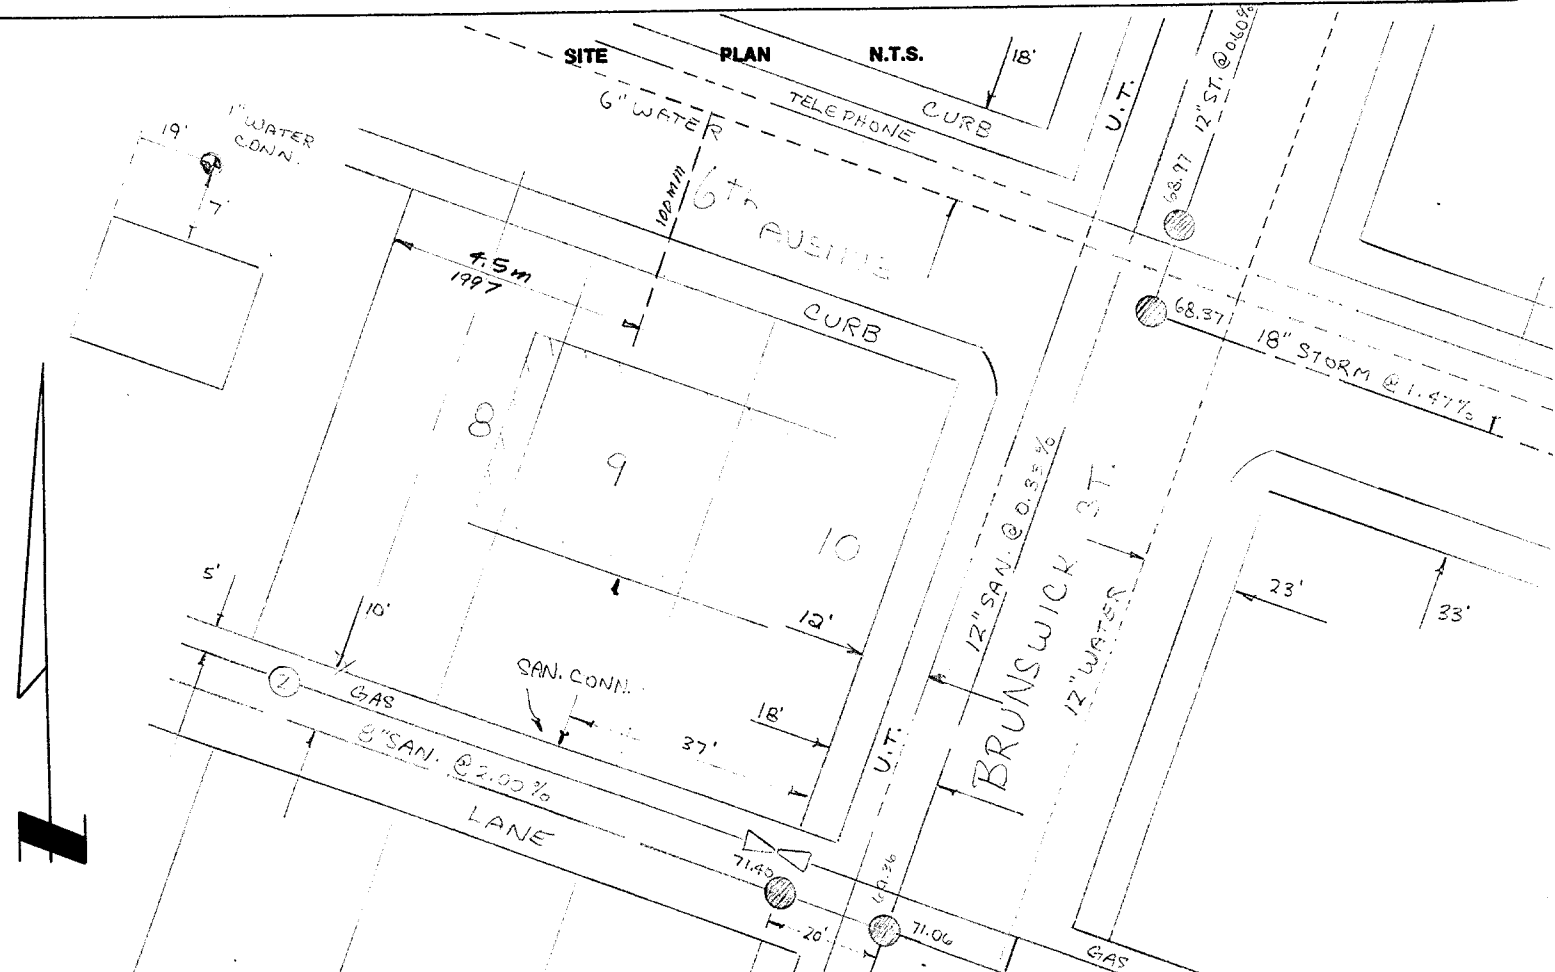 SITE PLAN N.T.S.
18'
12" ST. @ 0.60%
U.T.
6" WATER
TELEPHONE
CURB
1" WATER
CONN.
19'
7'
100mm
6th
AVENUE
68.97
4.5m
1997
CURB
68.37
18" STORM @ 1.47%
8
9
10
12" SAN. @ 0.33%
BRUNSWICK ST.
12" WATER
23'
33'
5'
10'
12'
SAN. CONN.
18'
37'
U.T.
2
GAS
8" SAN. @ 2.00%
LANE
71.40
69.36
20'
71.06
GAS